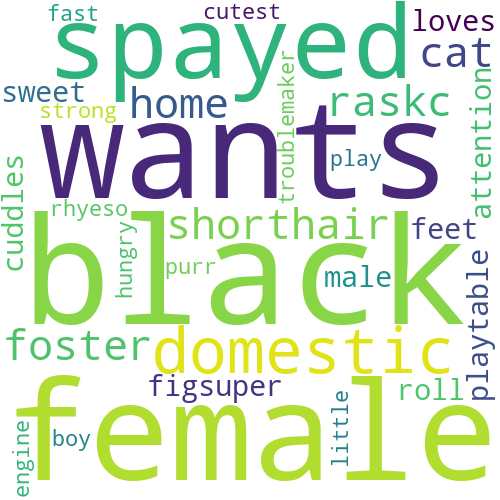 fast
cutest
loves
spayed
cat
sweet
home
raskc
strong
troublemaker
attention
wants
play
cuddles
rhyeso
shorthair
feet
hungry
purr
black
male
playtable
foster
domestic
figsuper
roll
little
female
engine
boy